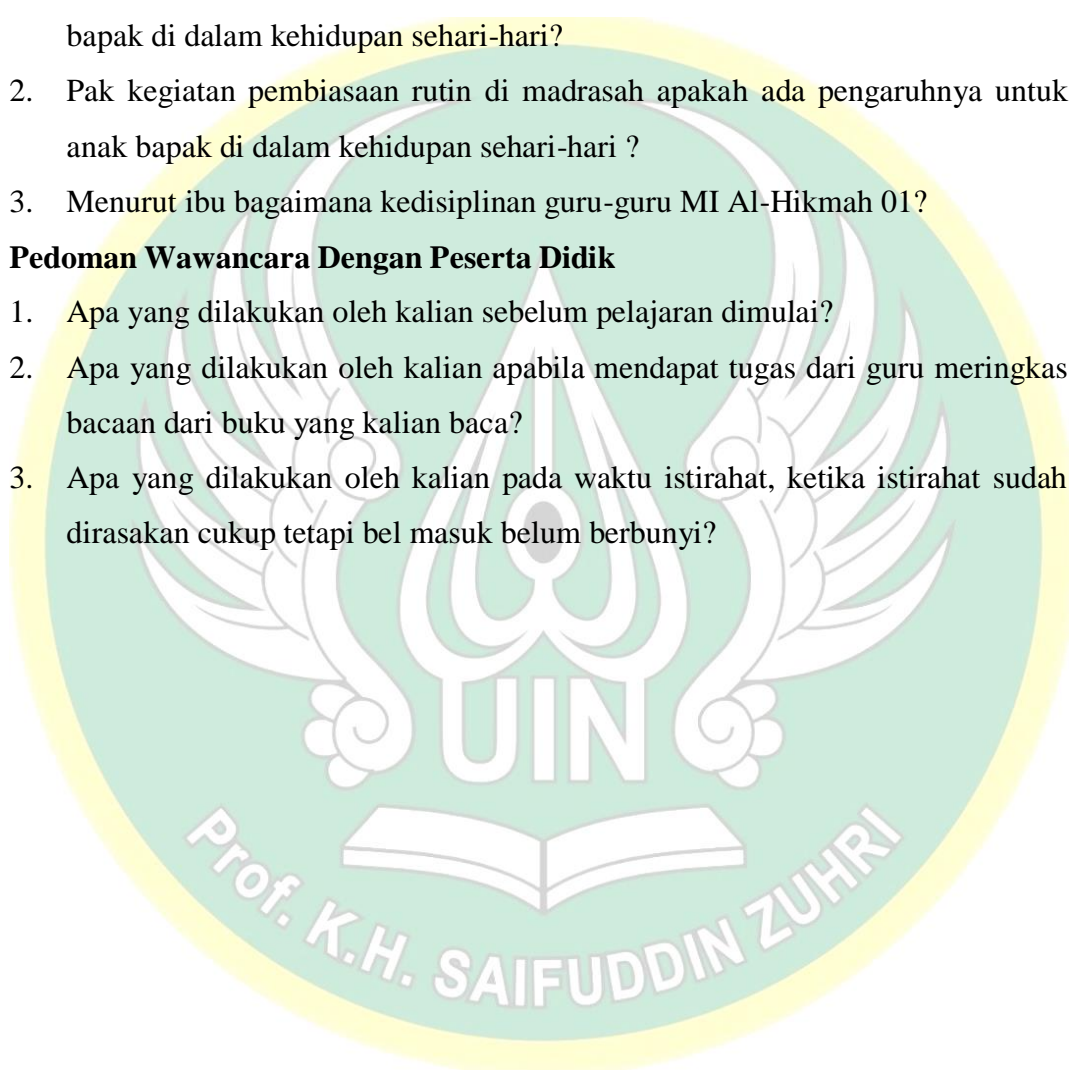 bapak di dalam kehidupan sehari-hari?
2. Pak kegiatan pembiasaan rutin di madrasah apakah ada pengaruhnya untuk
anak bapak di dalam kehidupan sehari-hari ?
3. Menurut ibu bagaimana kedisiplinan guru-guru MI Al-Hikmah 01?
Pedoman Wawancara Dengan Peserta Didik
1. Apa yang dilakukan oleh kalian sebelum pelajaran dimulai?
2. Apa yang dilakukan oleh kalian apabila mendapat tugas dari guru meringkas
bacaan dari buku yang kalian baca?
3. Apa yang dilakukan oleh kalian pada waktu istirahat, ketika istirahat sudah
dirasakan cukup tetapi bel masuk belum berbunyi?
UIN
Prof. K.H. SAIFUDDIN ZUHRI